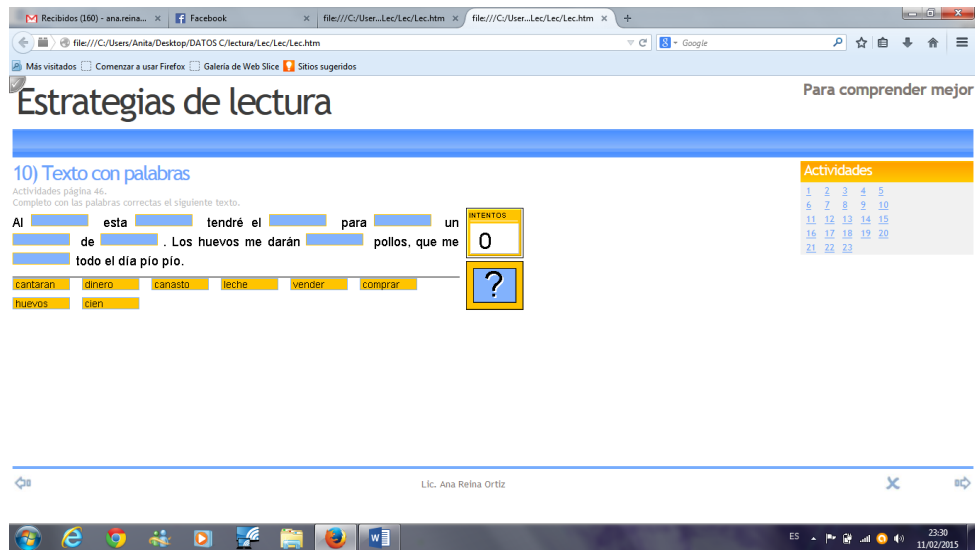 Recibidos (160) - ana.reina... × Facebook × file:///C:/User...Lec/Lec/Lec.htm × file:///C:/User...Lec/Lec/Lec.htm × +
file:///C:/Users/Anita/Desktop/DATOS C/lectura/Lec/Lec/Lec.htm 8 Google
Más visitados Comenzar a usar Firefox Galería de Web Slice Sitios sugeridos
Estrategias de lectura
Para comprender mejor
10) Texto con palabras
Actividades página 46.
Completo con las palabras correctas el siguiente texto.
Al esta tendré el para un
de . Los huevos me darán pollos, que me
todo el día pío pío.
cantaran dinero canasto leche vender comprar
huevos cien
INTENTOS
0
?
Actividades
1 2 3 4 5
6 7 8 9 10
11 12 13 14 15
16 17 18 19 20
21 22 23
Lic. Ana Reina Ortiz
ES 23:30
11/02/2015